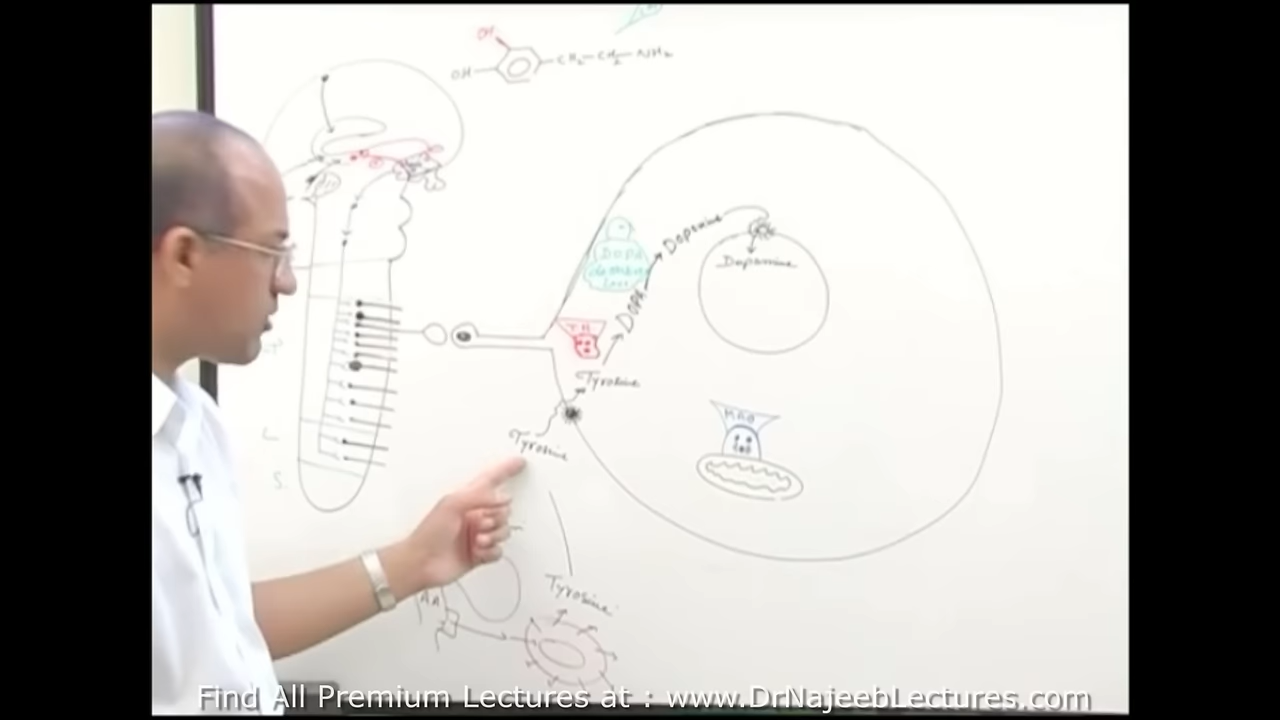 OH
OH
CH2
CH2
NH2
Dopamine
Dopamine
DOPA
DOPA
TH
Tyrosine
Tyrosine
MAO
L
S
Tyrosine
AA
Find All Premium Lectures at : www.DrNajeebLectures.com